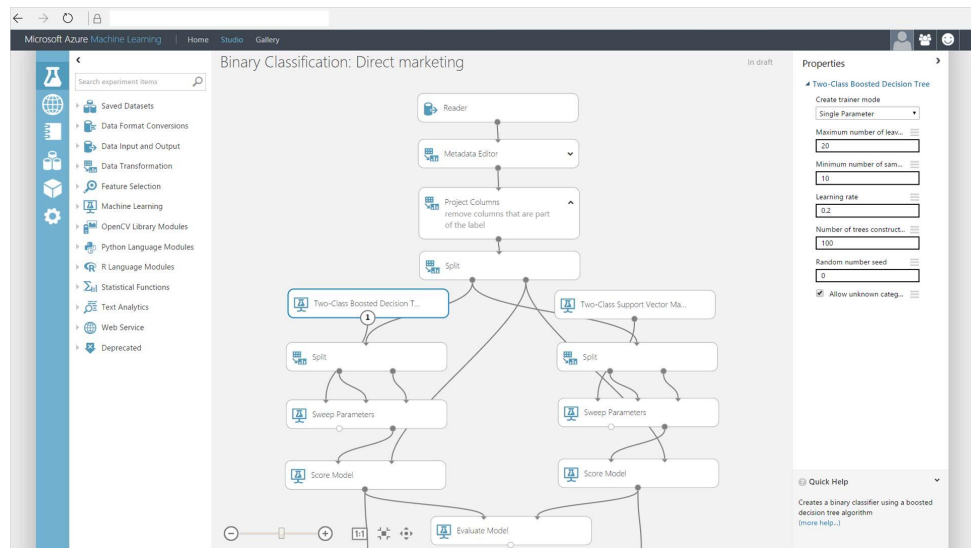 Microsoft Azure Machine Learning | Home Studio Gallery
Search experiment items
Saved Datasets
Data Format Conversions
Data Input and Output
Data Transformation
Feature Selection
Machine Learning
OpenCV Library Modules
Python Language Modules
R Language Modules
Statistical Functions
Text Analytics
Web Service
Deprecated
Binary Classification: Direct marketing
In draft
Reader
Metadata Editor
Project Columns
remove columns that are part
of the label
Split
Two-Class Boosted Decision T...
1
Two-Class Support Vector Ma...
Split
Split
Sweep Parameters
Sweep Parameters
Score Model
Score Model
Evaluate Model
1:1
Properties
Two-Class Boosted Decision Tree
Create trainer mode
Single Parameter
Maximum number of leav...
20
Minimum number of sam...
10
Learning rate
0.2
Number of trees construct...
100
Random number seed
0
Allow unknown categ...
Quick Help
Creates a binary classifier using a boosted
decision tree algorithm
(more help...)